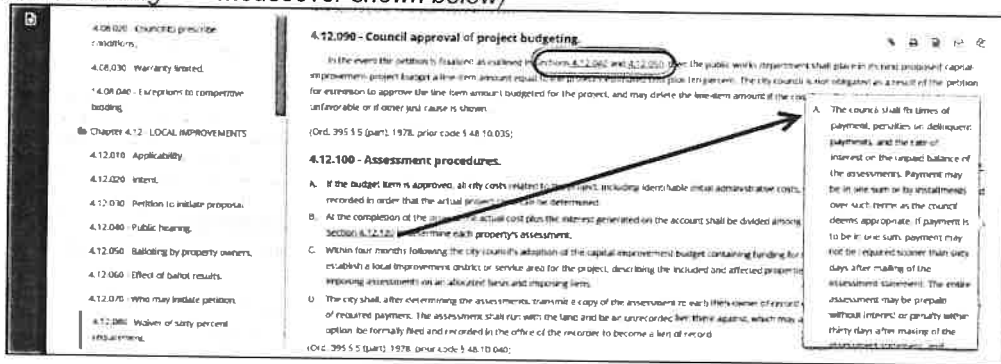 4.08.020 Council to prescribe
conditions.
4.08.030 Warranty limited.
14.08.040 - Exceptions to competitive
bidding.
Chapter 4.12 - LOCAL IMPROVEMENTS
4.12.010 Applicability.
4.12.020 Intent.
4.12.030 Petition to initiate proposal.
4.12.040 - Public hearing.
4.12.050 Balloting by property owners.
4.12.060 Effect of ballot results.
4.12.070 - Who may initiate petition.
4.12.080 Waiver of sixty percent
requirement.
4.12.090 - Council approval of project budgeting.
In the event the petition is finalized as outlined in Sections 4.12.040 and 4.12.050 the public works department shall place in its next proposed capital
improvement project budget a line-item amount equal plus ten percent. The city council is not obligated as a result of the petition
for extension to approve the line item amount budgeted for the project, and may delete the line-item amount if the
unfavorable or if other just cause is shown.
(Ord. 395 § 5 (part), 1978, prior code § 48.10.035)
4.12.100 - Assessment procedures.
A. If the budget item is approved, all city costs related to the project, including identifiable initial administrative costs,
recorded in order that the actual project can be determined.
B. At the completion of the actual cost plus the interest generated on the account shall be divided among
Section 4.12.120 determine each property's assessment.
C. Within four months following the city council's adoption of the capital improvement budget containing funding for
establish a local improvement district or service area for the project, describing the included and affected
imposing assessments on an allocated basis and imposing liens.
D. The city shall, after determining the assessments, transmit a copy of the assessment to each owner of record
of required payment. The assessment shall run with the land and be an unrecorded lien there against, which may
option be formally filed and recorded in the office of the recorder to become a lien of record.
(Ord. 395 § 5 (part), 1978, prior code § 48.10.040)
A. The council shall fix times of
payment, penalties on delinquent
payments, and the rate of
interest on the unpaid balance of
the assessments. Payment may
be in one sum or by installments
over such terms as the council
deems appropriate. If payment is
to be in one sum, payment may
not be required sooner than sixty
days after mailing of the
assessment statement. The entire
assessment may be prepaid
without interest or penalty within
thirty days after mailing of the
assessment statement, and